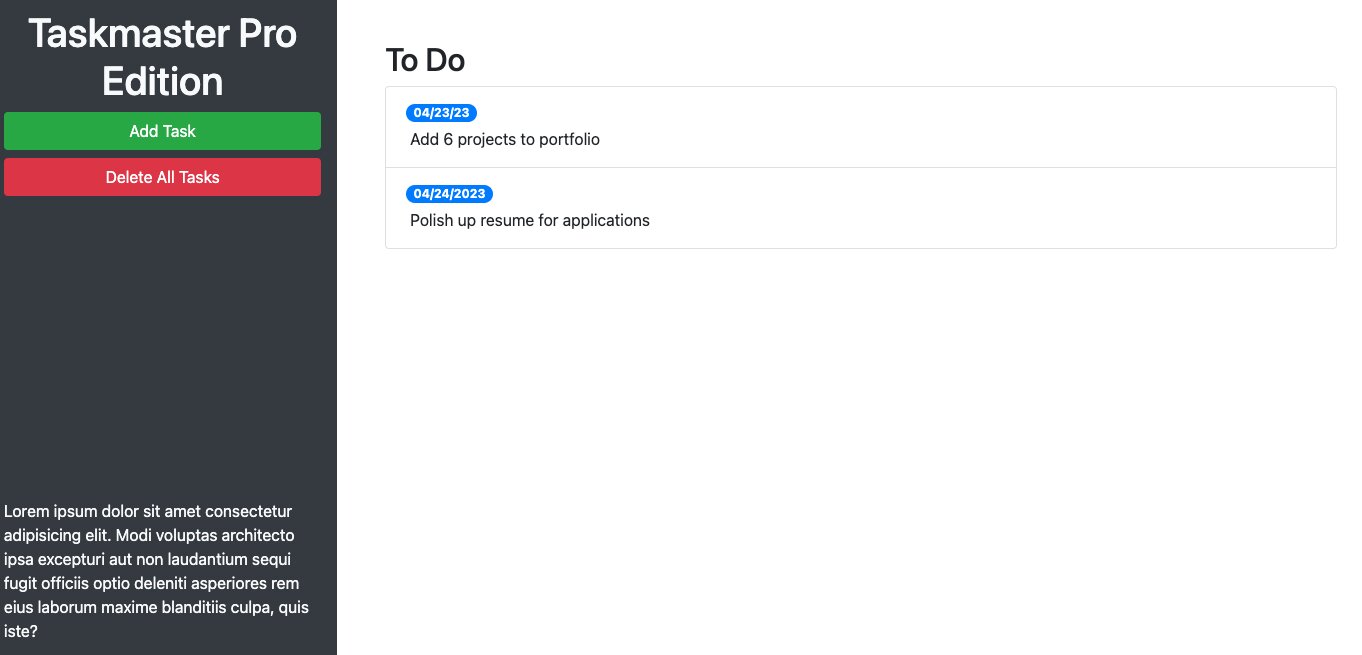 Taskmaster Pro
Edition
Add Task
Delete All Tasks
Lorem ipsum dolor sit amet consectetur
adipisicing elit. Modi voluptas architecto
ipsa excepturi aut non laudantium sequi
fugit officiis optio deleniti asperiores rem
eius laborum maxime blanditiis culpa, quis
iste?
To Do
04/23/23
Add 6 projects to portfolio
04/24/2023
Polish up resume for applications